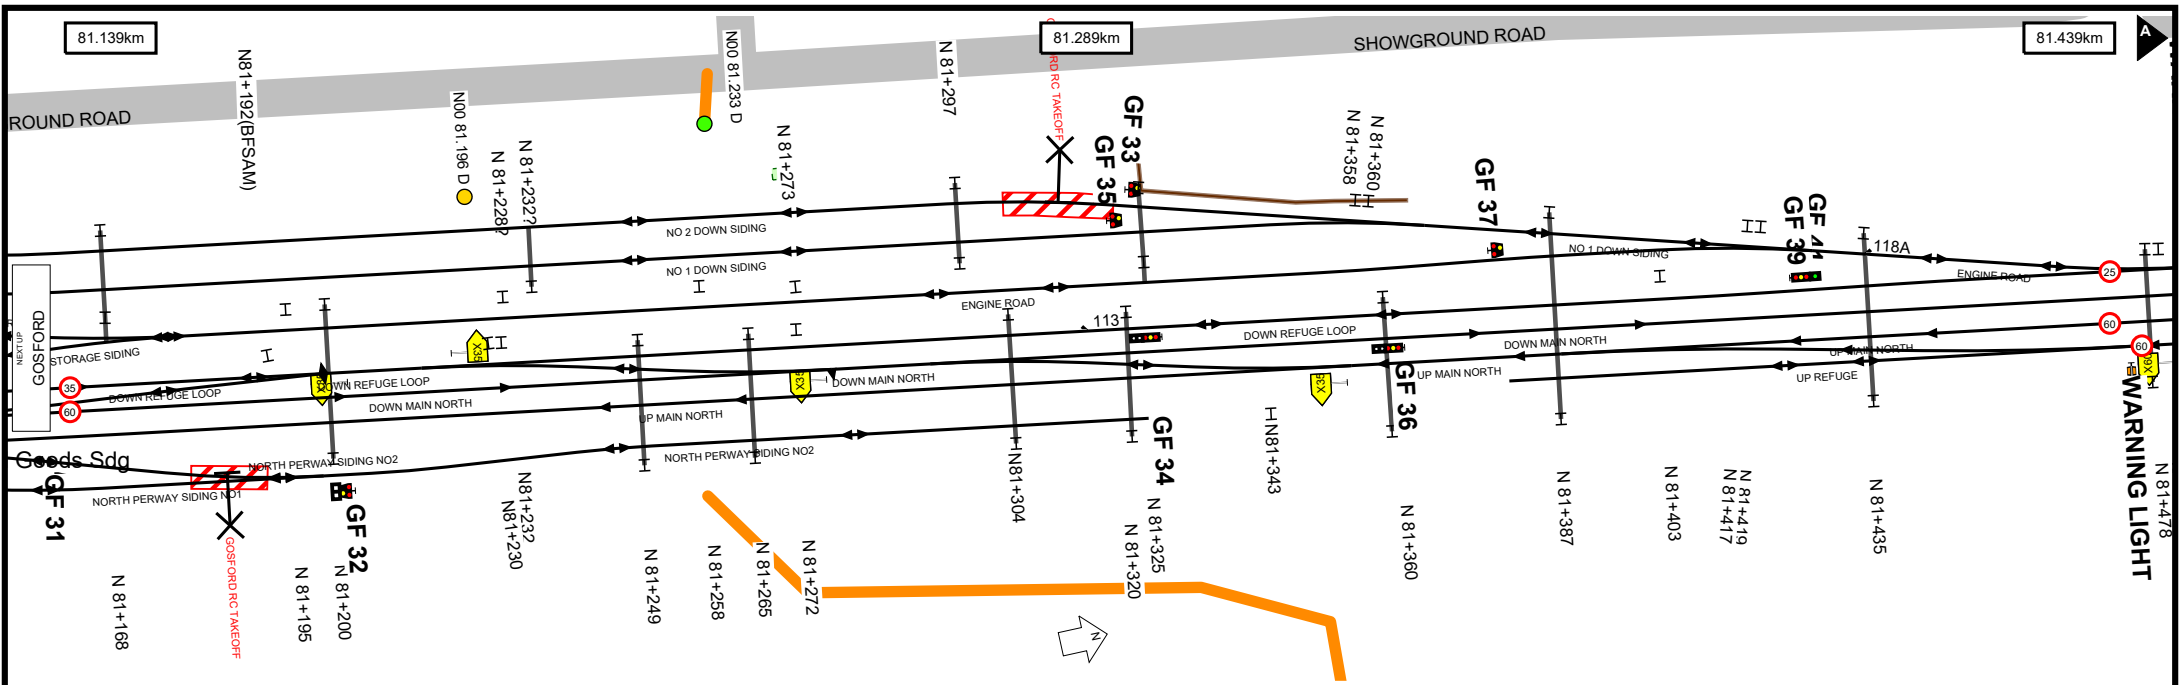 81.139km
81.289km
81.439km
A
SHOWGROUND ROAD
ROUND ROAD
N81+192(BFSAM)
N00 81.196 D
N 81+228?
N 81+232?
N00 81.233 D
N 81+273
N 81+297
RD RC TAKEOFF
GF 33
GF 35
N 81+358
N 81+360
GF 37
GF 39
118A
NO 2 DOWN SIDING
NO 1 DOWN SIDING
NO 1 DOWN SIDING
ENGINE ROAD
ENGINE ROAD
25
NEXT UP
GOSFORD
STORAGE SIDING
113
DOWN REFUGE LOOP
DOWN MAIN NORTH
UP MAIN NORTH
60
60
35
60
X35
DOWN REFUGE LOOP
DOWN REFUGE LOOP
DOWN MAIN NORTH
DOWN MAIN NORTH
UP MAIN NORTH
UP MAIN NORTH
UP REFUGE
Goods Sdg
NORTH PERWAY SIDING NO2
NORTH PERWAY SIDING NO2
NORTH PERWAY SIDING NO1
GF 31
GF 32
GF 34
GF 36
WARNING LIGHT
GOSFORD RC TAKEOFF
N 81+168
N 81+195
N 81+200
N81+232
N81+230
N 81+249
N 81+258
N 81+265
N 81+272
N81+304
N 81+320
N 81+325
N81+343
N 81+360
N 81+387
N 81+403
N 81+417
N 81+419
N 81+435
N 81+478
N